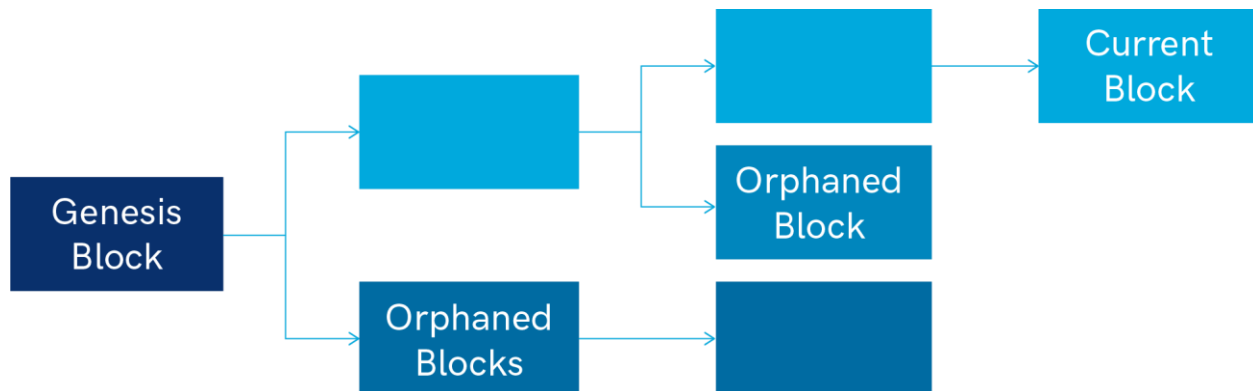 Genesis
Block
Orphaned
Blocks
Orphaned
Block
Current
Block